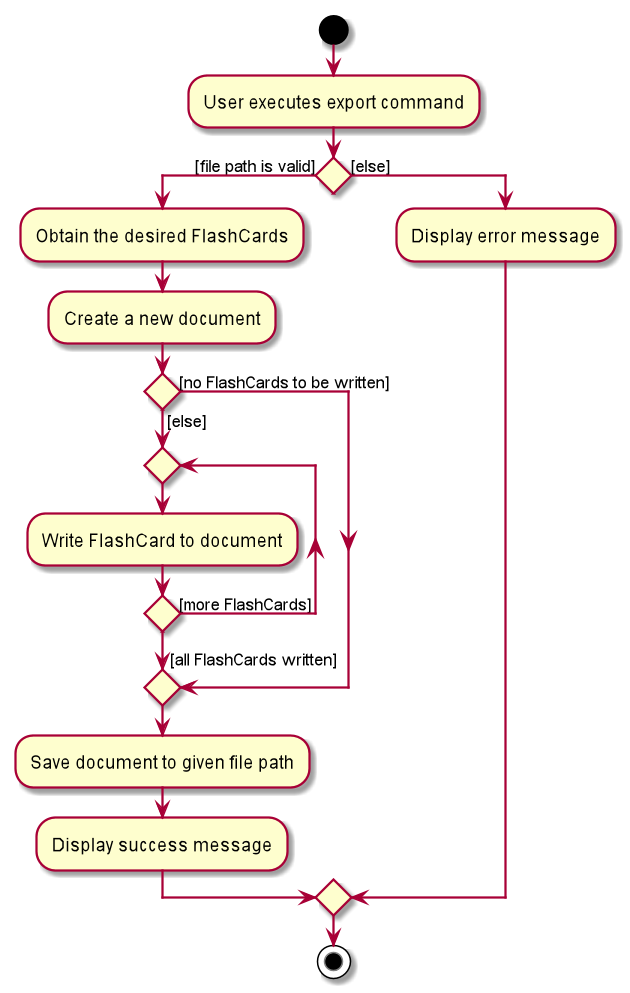 User executes export command
[file path is valid]
[else]
Obtain the desired FlashCards
Display error message
Create a new document
[no FlashCards to be written]
[else]
Write FlashCard to document
[more FlashCards]
[all FlashCards written]
Save document to given file path
Display success message